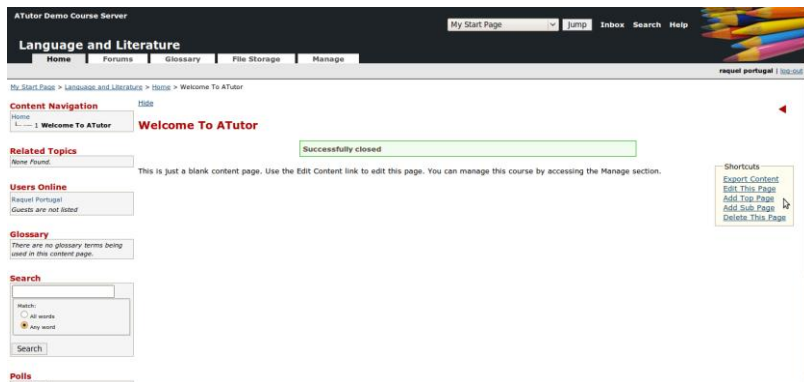 ATutor Demo Course Server
My Start Page
Jump
Inbox Search Help
Language and Literature
Home Forums Glossary File Storage Manage
raquel portugal | log-out
My Start Page > Language and Literature > Home > Welcome To ATutor
Content Navigation
Home
1 Welcome To ATutor
Related Topics
None Found.
Users Online
Raquel Portugal
Guests are not listed
Glossary
There are no glossary terms being
used in this content page.
Search
Match:
All words
Any word
Search
Polls
Hide
Welcome To ATutor
Successfully closed
This is just a blank content page. Use the Edit Content link to edit this page. You can manage this course by accessing the Manage section.
Shortcuts
Export Content
Edit This Page
Add Top Page
Add Sub Page
Delete This Page